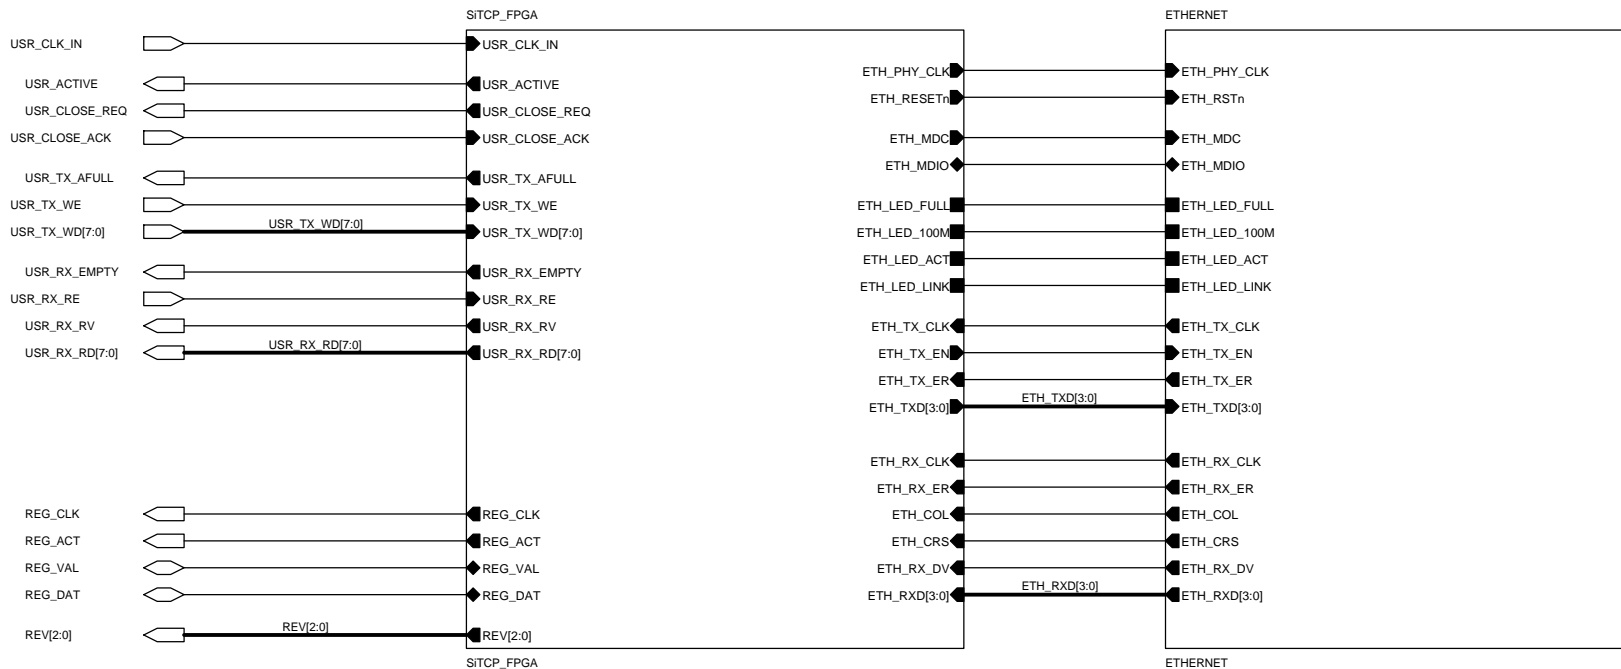 SiTCP_FPGA ETHERNET
USR_CLK_IN USR_CLK_IN
ETH_PHY_CLK ETH_PHY_CLK
USR_ACTIVE USR_ACTIVE
ETH_RESETn ETH_RSTn
USR_CLOSE_REQ USR_CLOSE_REQ
USR_CLOSE_ACK USR_CLOSE_ACK ETH_MDC ETH_MDC
ETH_MDIO ETH_MDIO
USR_TX_AFULL USR_TX_AFULL
USR_TX_WE USR_TX_WE ETH_LED_FULL ETH_LED_FULL
USR_TX_WD[7:0] USR_TX_WD[7:0] USR_TX_WD[7:0] ETH_LED_100M ETH_LED_100M
ETH_LED_ACT ETH_LED_ACT
USR_RX_EMPTY USR_RX_EMPTY
ETH_LED_LINK ETH_LED_LINK
USR_RX_RE USR_RX_RE
USR_RX_RV USR_RX_RV ETH_TX_CLK ETH_TX_CLK
USR_RX_RD[7:0] USR_RX_RD[7:0] USR_RX_RD[7:0] ETH_TX_EN ETH_TX_EN
ETH_TX_ER ETH_TX_ER
ETH_TXD[3:0] ETH_TXD[3:0] ETH_TXD[3:0]
ETH_RX_CLK ETH_RX_CLK
ETH_RX_ER ETH_RX_ER
REG_CLK REG_CLK ETH_COL ETH_COL
REG_ACT REG_ACT ETH_CRS ETH_CRS
REG_VAL REG_VAL ETH_RX_DV ETH_RX_DV
REG_DAT REG_DAT ETH_RXD[3:0] ETH_RXD[3:0] ETH_RXD[3:0]
REV[2:0] REV[2:0] REV[2:0]
SiTCP_FPGA ETHERNET